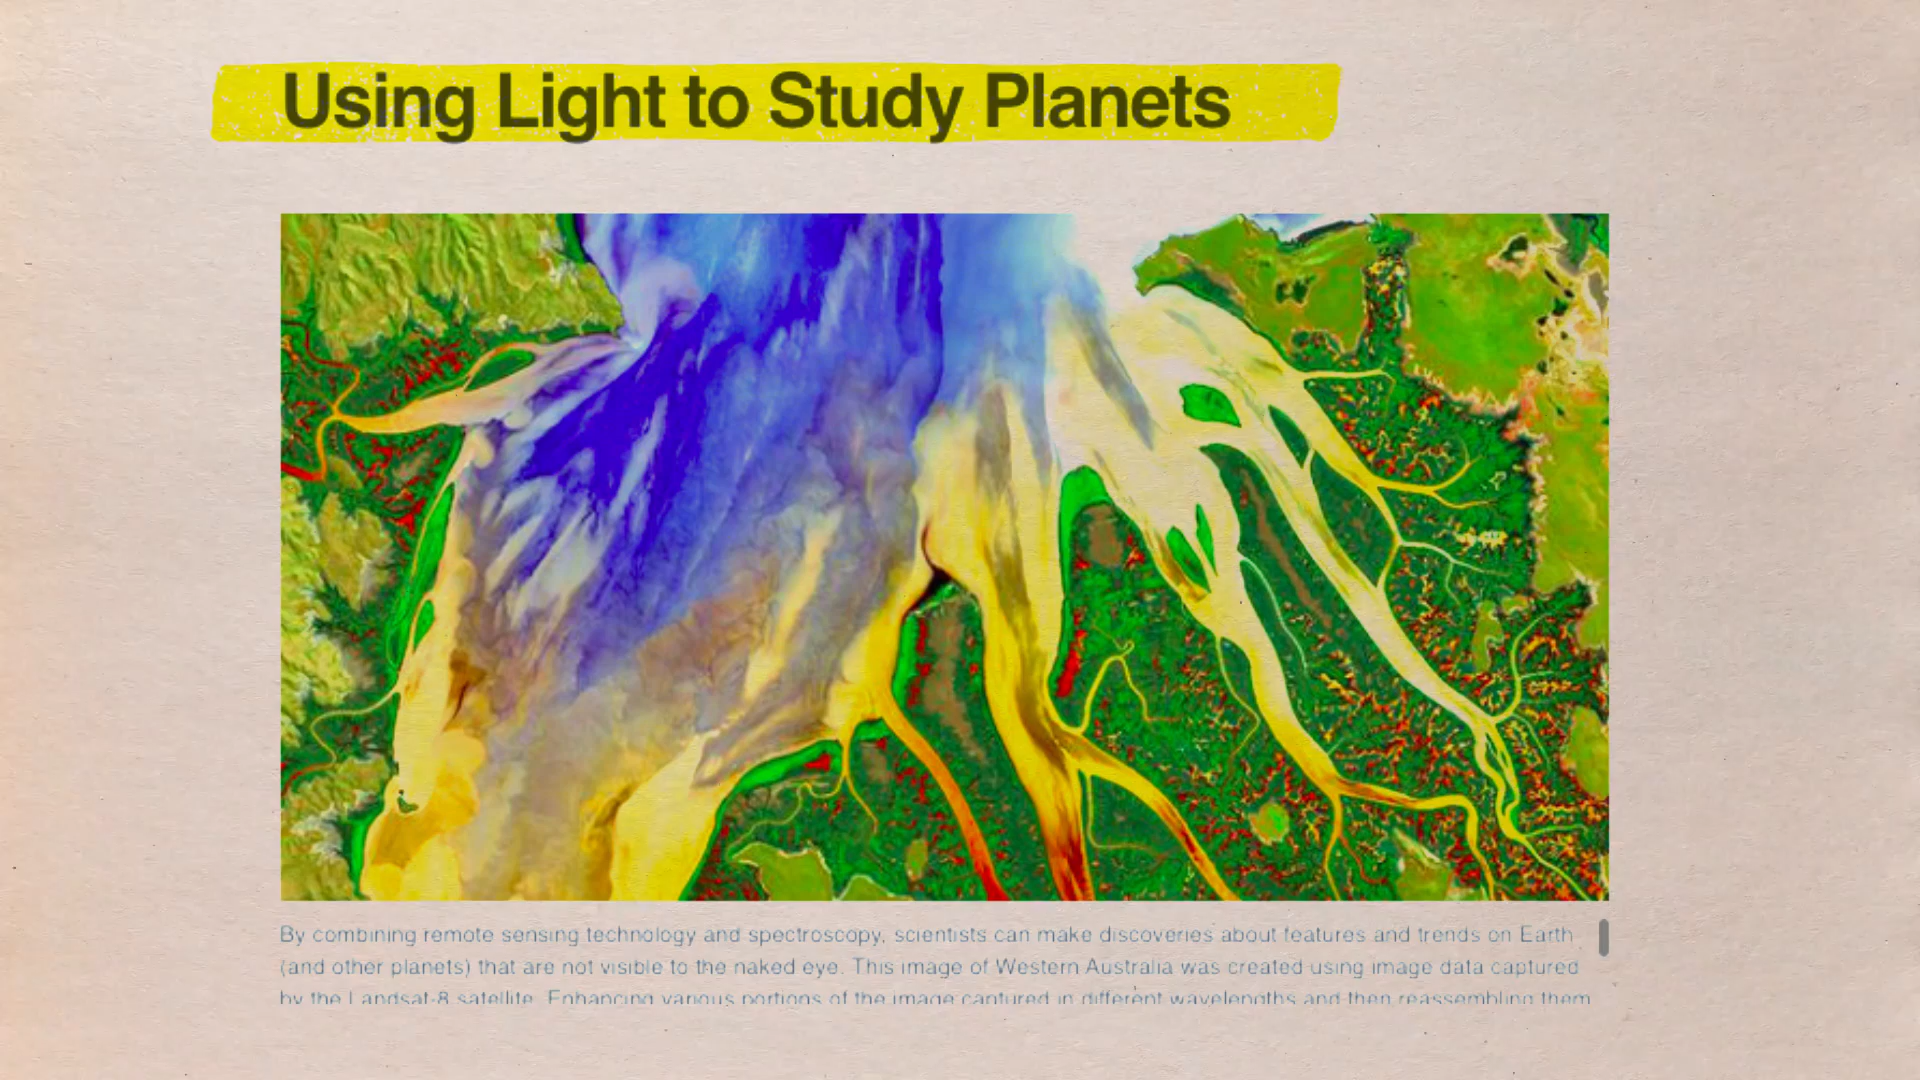 Using Light to Study Planets
By combining remote sensing technology and spectroscopy, scientists can make discoveries about features and trends on Earth
(and other planets) that are not visible to the naked eye. This image of Western Australia was created using image data captured
by the Landsat-8 satellite. Enhancing various portions of the image captured in different wavelengths and then reassembling them